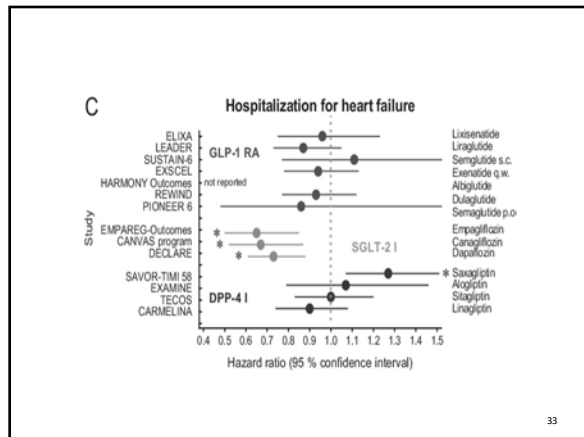 C
Hospitalization for heart failure
ELIXA Lixisenatide
LEADER Liraglutide
GLP-1 RA
SUSTAIN-6 Semglutide s.c.
EXSCEL Exenatide q.w.
HARMONY Outcomes not reported Albiglutide
REWIND Dulaglutide
PIONEER 6 Semaglutide p.o
Study
EMPAREG-Outcomes * Empagliflozin
CANVAS program * SGLT-2 I Canagliflozin
DECLARE * Dapaflozin
SAVOR-TIMI 58 * Saxagliptin
EXAMINE Alogliptin
TECOS DPP-4 I Sitagliptin
CARMELINA Linagliptin
0.4 0.5 0.6 0.7 0.8 0.9 1.0 1.1 1.2 1.3 1.4 1.5
Hazard ratio (95 % confidence interval)
33